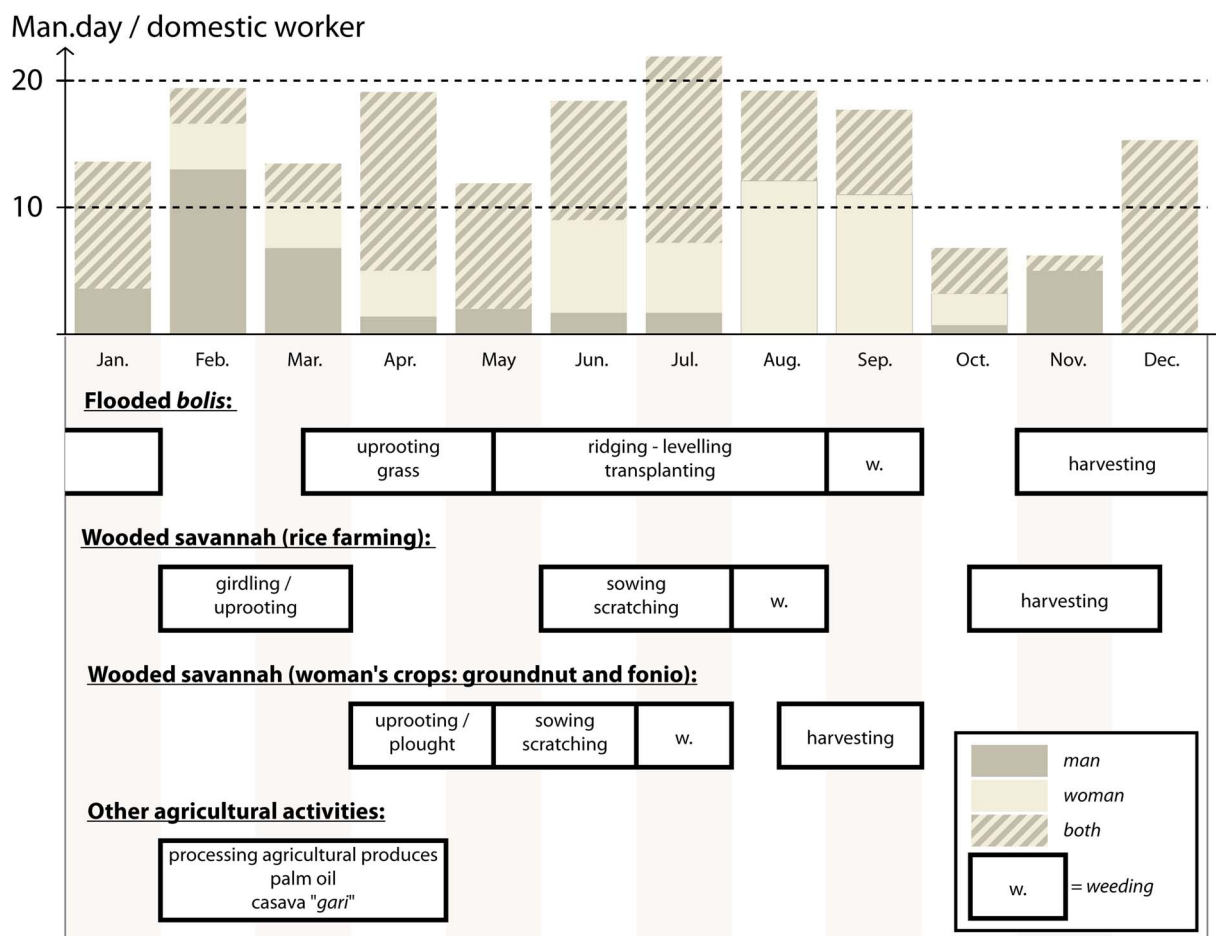 Man.day / domestic worker
20
10
Jan. Feb. Mar. Apr. May Jun. Jul. Aug. Sep. Oct. Nov. Dec.
Flooded bolis:
uprooting
grass
ridging - levelling
transplanting
w.
harvesting
Wooded savannah (rice farming):
girdling /
uprooting
sowing
scratching
w.
harvesting
Wooded savannah (woman's crops: groundnut and fonio):
uprooting /
plought
sowing
scratching
w.
harvesting
Other agricultural activities:
processing agricultural produces
palm oil
casava "gari"
man
woman
both
w. = weeding